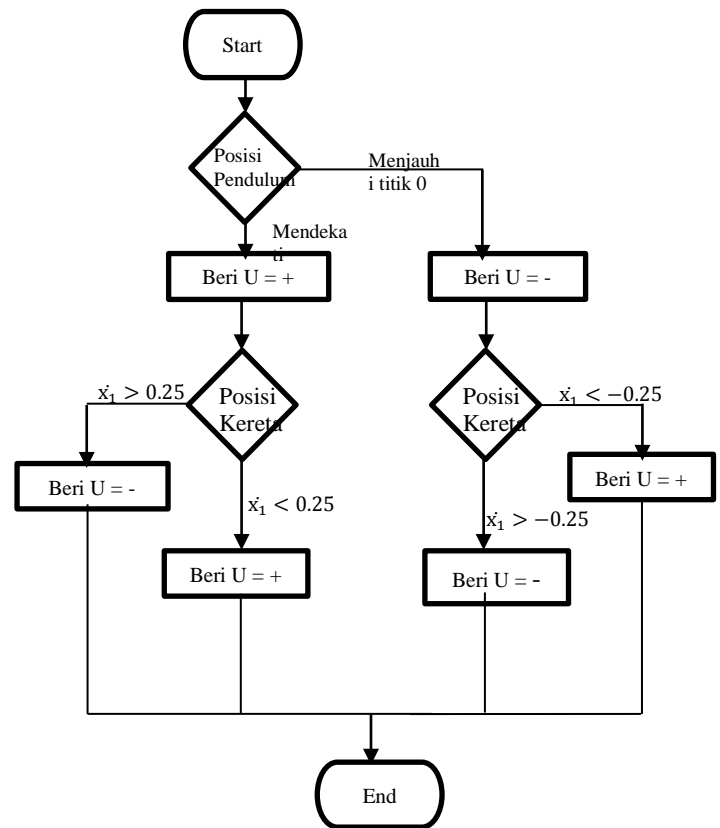 Start
Posisi
Pendulum
Menjauh
i titik 0
Mendeka
ti
Beri U = +
Beri U = -
Posisi
Kereta
Posisi
Kereta
ẋ₁ > 0.25
ẋ₁ < −0.25
Beri U = -
Beri U = +
ẋ₁ < 0.25
ẋ₁ > −0.25
Beri U = +
Beri U = -
End